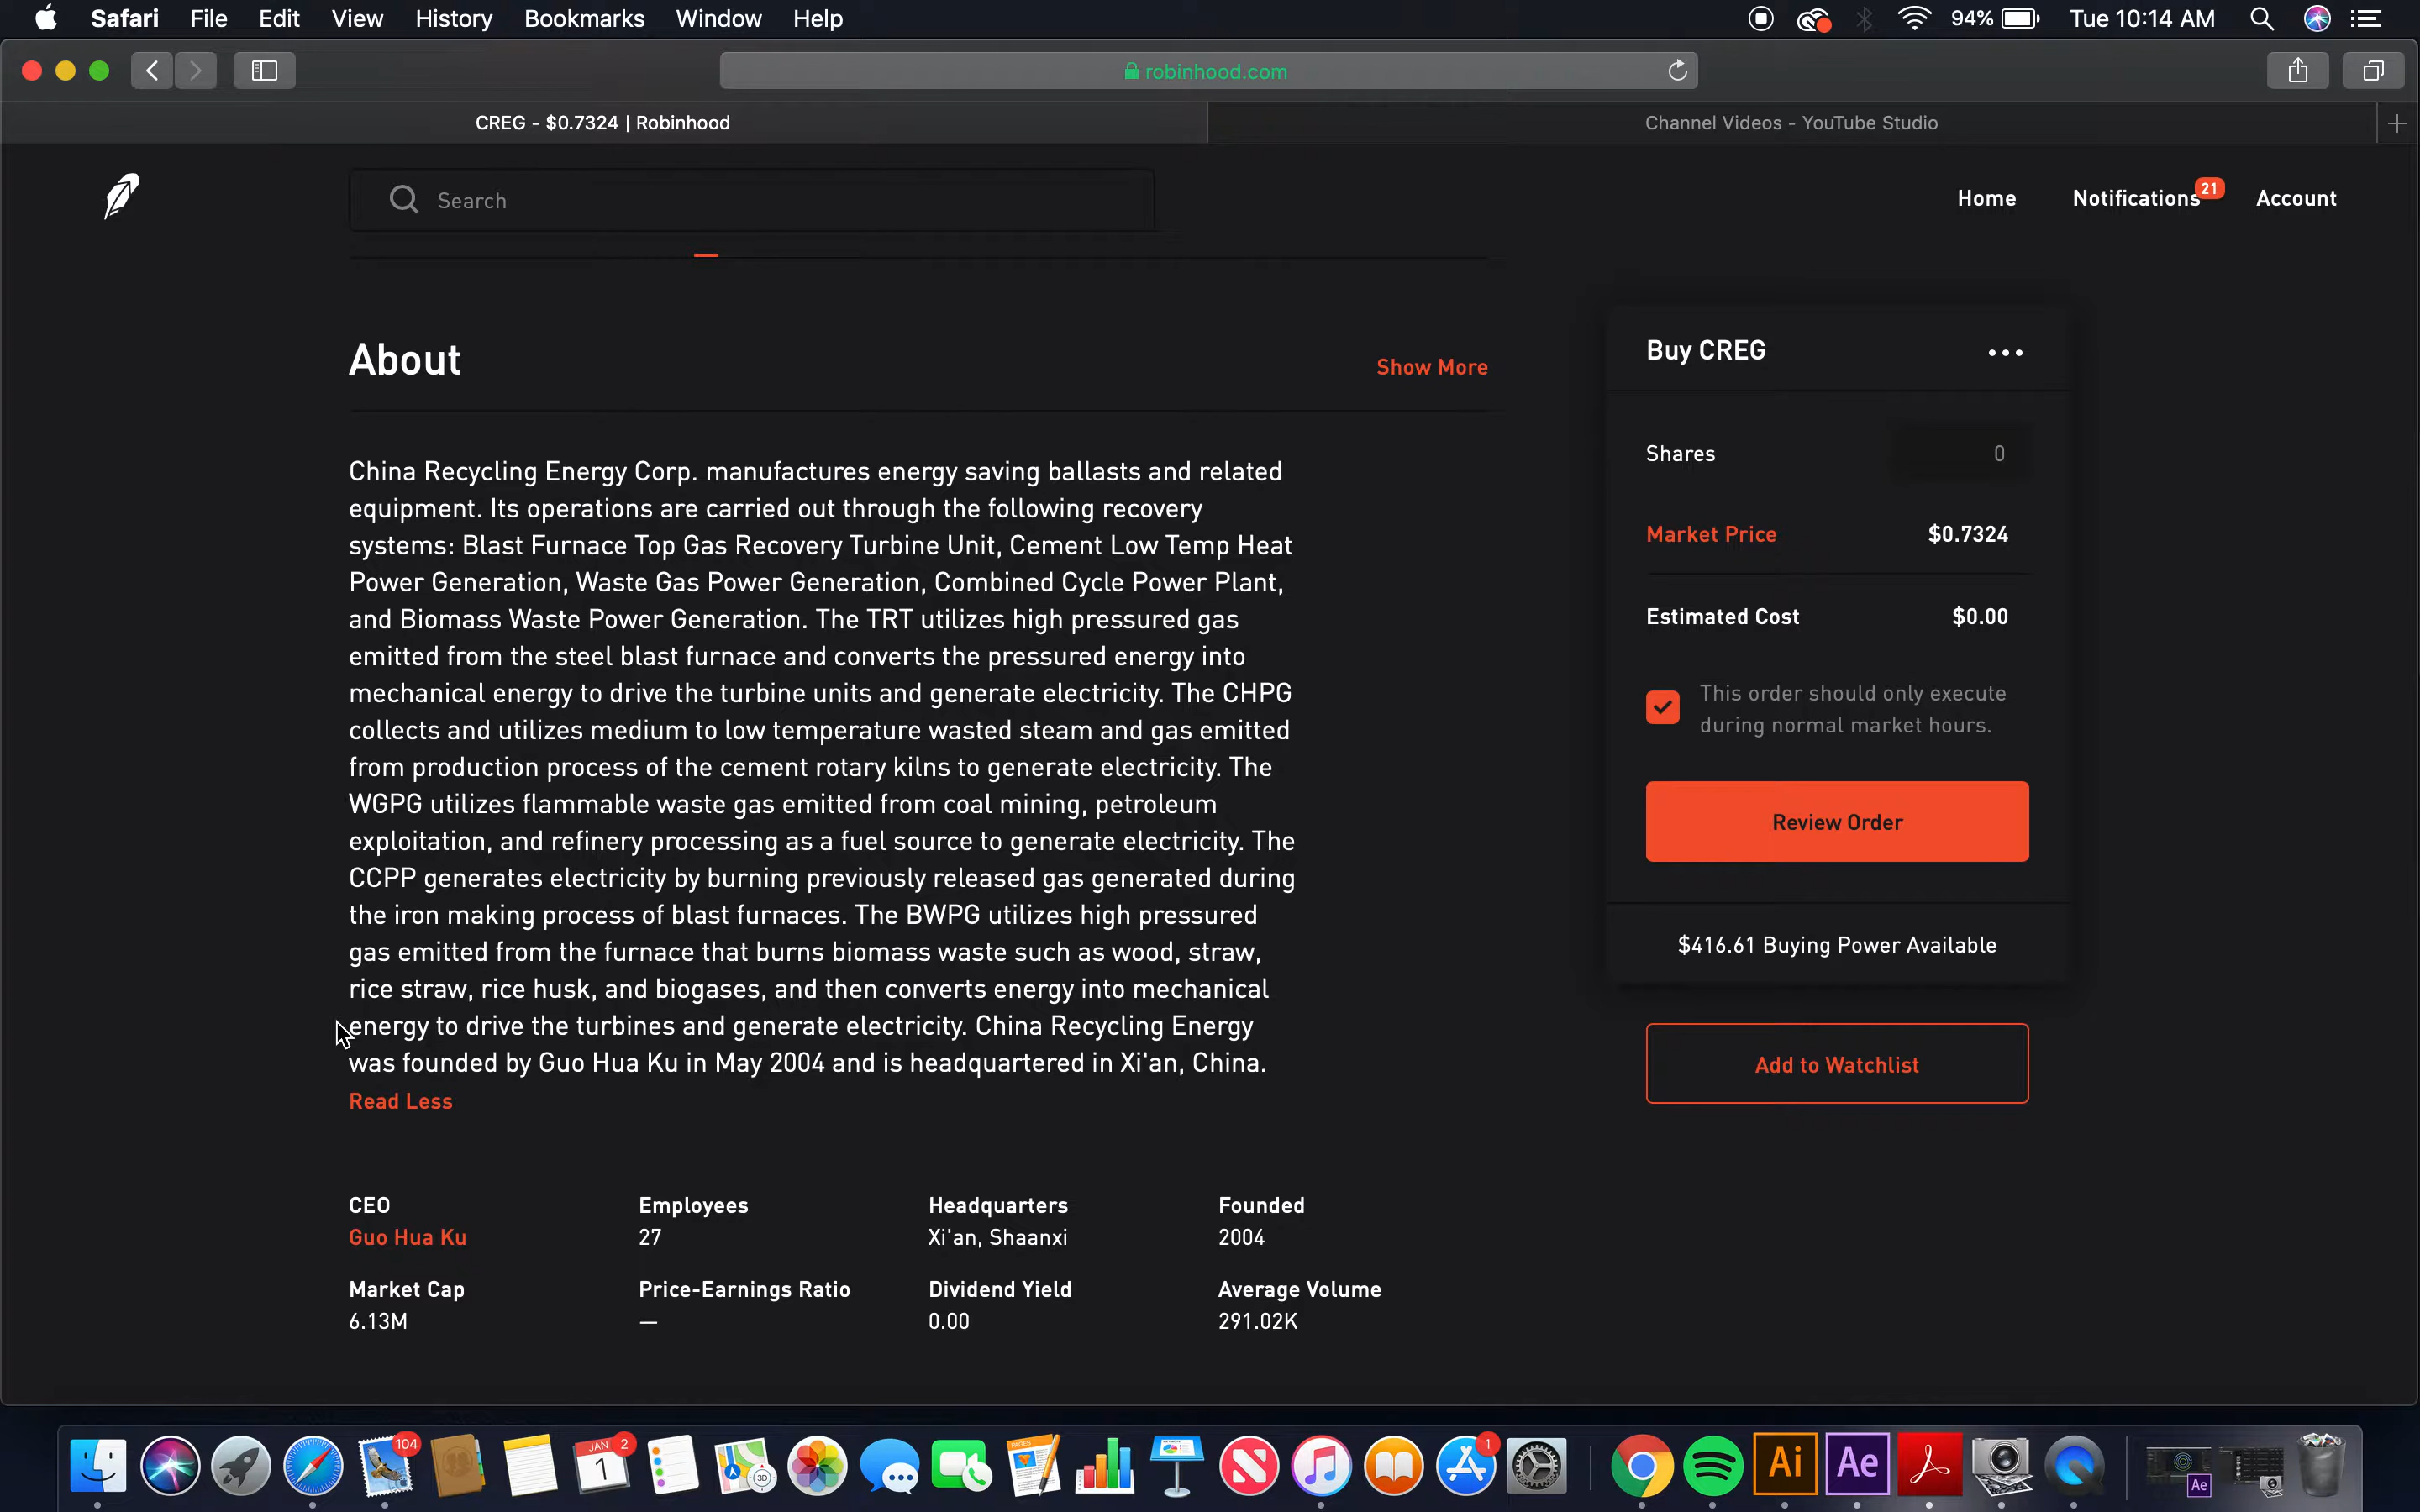 Safari File Edit View History Bookmarks Window Help 94% Tue 10:14 AM
robinhood.com
CREG - $0.7324 | Robinhood
Channel Videos - YouTube Studio
Search
Home Notifications 21 Account
About
Show More
China Recycling Energy Corp. manufactures energy saving ballasts and related
equipment. Its operations are carried out through the following recovery
systems: Blast Furnace Top Gas Recovery Turbine Unit, Cement Low Temp Heat
Power Generation, Waste Gas Power Generation, Combined Cycle Power Plant,
and Biomass Waste Power Generation. The TRT utilizes high pressured gas
emitted from the steel blast furnace and converts the pressured energy into
mechanical energy to drive the turbine units and generate electricity. The CHPG
collects and utilizes medium to low temperature wasted steam and gas emitted
from production process of the cement rotary kilns to generate electricity. The
WGPG utilizes flammable waste gas emitted from coal mining, petroleum
exploitation, and refinery processing as a fuel source to generate electricity. The
CCPP generates electricity by burning previously released gas generated during
the iron making process of blast furnaces. The BWPG utilizes high pressured
gas emitted from the furnace that burns biomass waste such as wood, straw,
rice straw, rice husk, and biogases, and then converts energy into mechanical
energy to drive the turbines and generate electricity. China Recycling Energy
was founded by Guo Hua Ku in May 2004 and is headquartered in Xi'an, China.
Read Less
CEO Employees Headquarters Founded
Guo Hua Ku 27 Xi'an, Shaanxi 2004
Market Cap Price-Earnings Ratio Dividend Yield Average Volume
6.13M — 0.00 291.02K
Buy CREG
Shares 0
Market Price $0.7324
Estimated Cost $0.00
This order should only execute
during normal market hours.
Review Order
$416.61 Buying Power Available
Add to Watchlist
104
JAN 2
1
3D
PAGES
1
Ai
Ae
Ae